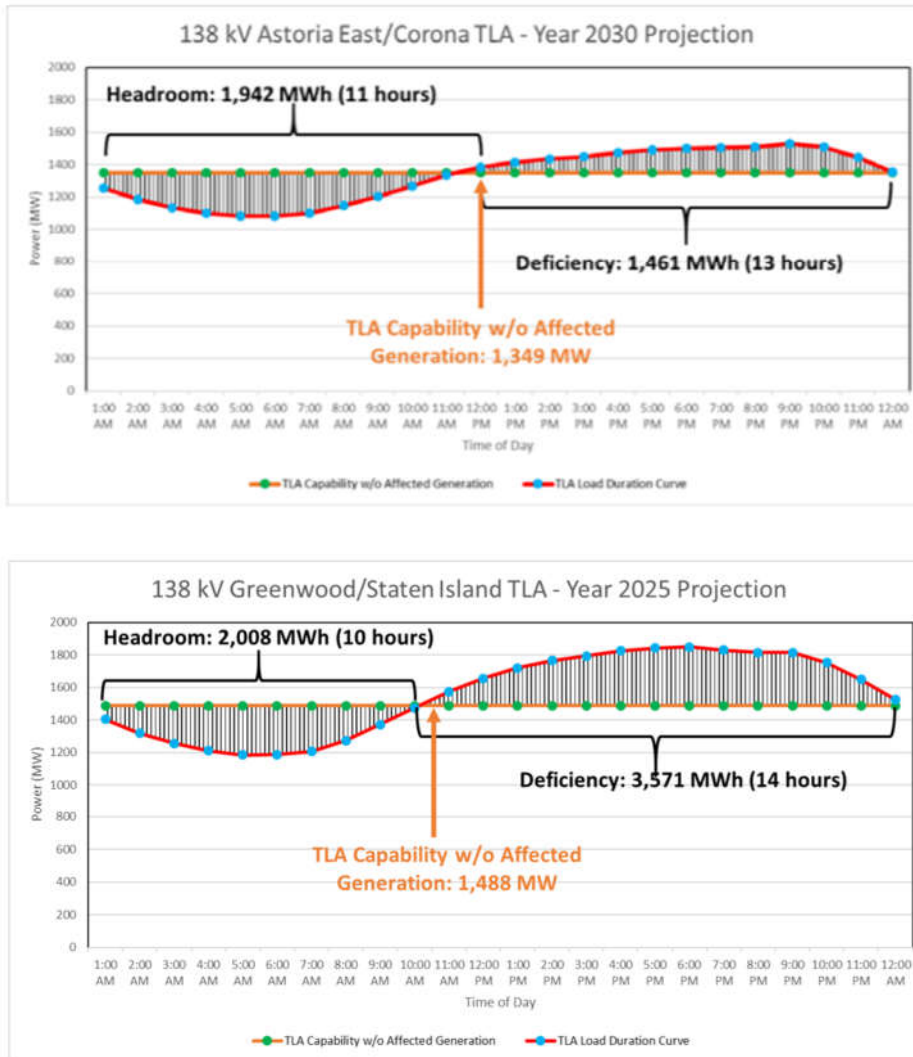 138 kV Astoria East/Corona TLA - Year 2030 Projection
2000
1800
1600
1400
1200
1000
800
600
400
200
0
Power (MW)
Headroom: 1,942 MWh (11 hours)
Deficiency: 1,461 MWh (13 hours)
TLA Capability w/o Affected
Generation: 1,349 MW
1:00 2:00 3:00 4:00 5:00 6:00 7:00 8:00 9:00 10:00 11:00 12:00 1:00 2:00 3:00 4:00 5:00 6:00 7:00 8:00 9:00 10:00 11:00 12:00
AM AM AM AM AM AM AM AM AM AM AM PM PM PM PM PM PM PM PM PM PM PM PM AM
Time of Day
TLA Capability w/o Affected Generation TLA Load Duration Curve
138 kV Greenwood/Staten Island TLA - Year 2025 Projection
2000
1800
1600
1400
1200
1000
800
600
400
200
0
Power (MW)
Headroom: 2,008 MWh (10 hours)
Deficiency: 3,571 MWh (14 hours)
TLA Capability w/o Affected
Generation: 1,488 MW
1:00 2:00 3:00 4:00 5:00 6:00 7:00 8:00 9:00 10:00 11:00 12:00 1:00 2:00 3:00 4:00 5:00 6:00 7:00 8:00 9:00 10:00 11:00 12:00
AM AM AM AM AM AM AM AM AM AM AM PM PM PM PM PM PM PM PM PM PM PM PM AM
Time of Day
TLA Capability w/o Affected Generation TLA Load Duration Curve